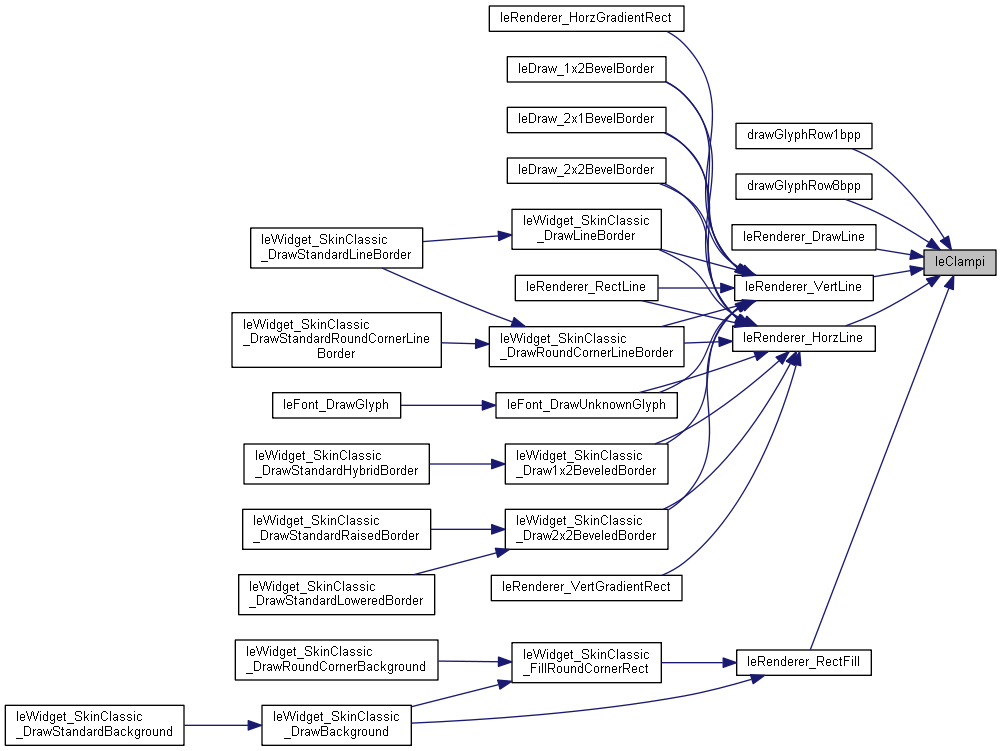 leRenderer_HorzGradientRect
leDraw_1x2BevelBorder
leDraw_2x1BevelBorder
drawGlyphRow1bpp
leDraw_2x2BevelBorder
drawGlyphRow8bpp
leWidget_SkinClassic
_DrawLineBorder
leWidget_SkinClassic
_DrawStandardLineBorder
leRenderer_DrawLine
leClampi
leRenderer_RectLine
leRenderer_VertLine
leWidget_SkinClassic
_DrawStandardRoundCornerLine
Border
leWidget_SkinClassic
_DrawRoundCornerLineBorder
leRenderer_HorzLine
leFont_DrawGlyph
leFont_DrawUnknownGlyph
leWidget_SkinClassic
_DrawStandardHybridBorder
leWidget_SkinClassic
_Draw1x2BeveledBorder
leWidget_SkinClassic
_DrawStandardRaisedBorder
leWidget_SkinClassic
_Draw2x2BeveledBorder
leWidget_SkinClassic
_DrawStandardLoweredBorder
leRenderer_VertGradientRect
leWidget_SkinClassic
_DrawRoundCornerBackground
leWidget_SkinClassic
_FillRoundCornerRect
leRenderer_RectFill
leWidget_SkinClassic
_DrawStandardBackground
leWidget_SkinClassic
_DrawBackground